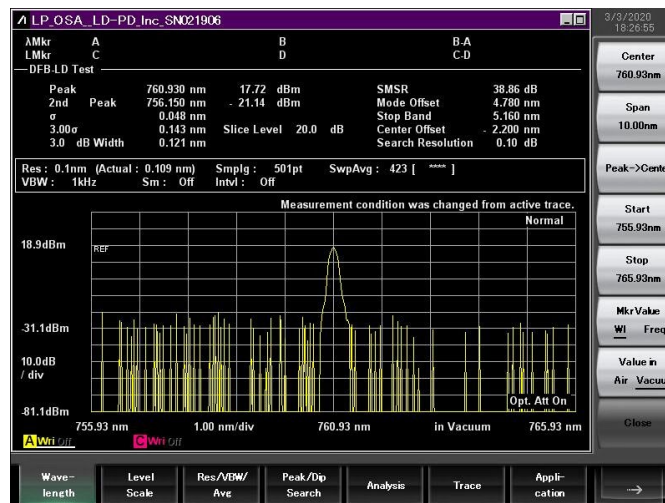 LP_OSA__LD-PD_Inc_SN021906
3/3/2020
18:26:55
λMkr A B B-A
LMkr C D C-D
DFB-LD Test
Peak 760.930 nm 17.72 dBm SMSR 38.86 dB
2nd Peak 756.150 nm - 21.14 dBm Mode Offset 4.780 nm
σ 0.048 nm Stop Band 5.160 nm
3.00σ 0.143 nm Slice Level 20.0 dB Center Offset - 2.200 nm
3.0 dB Width 0.121 nm Search Resolution 0.10 dB
Res : 0.1nm (Actual : 0.109 nm) Smplg : 501pt SwpAvg : 423 [ **** ]
VBW : 1kHz Sm : Off Intvl : Off
Measurement condition was changed from active trace.
Normal
18.9dBm
REF
-31.1dBm
10.0dB
/ div
Opt. Att On
-81.1dBm
755.93 nm 1.00 nm/div 760.93 nm in Vacuum 765.93 nm
A Wri Off C Wri Off
Center
760.93nm
Span
10.00nm
Peak->Cente
Start
755.93nm
Stop
765.93nm
Mkr Value
Wl Freq
Value in
Air Vacuu
Close
Wave-
length
Level
Scale
Res/VBW/
Avg
Peak/Dip
Search
Analysis
Trace
Appli-
cation
→